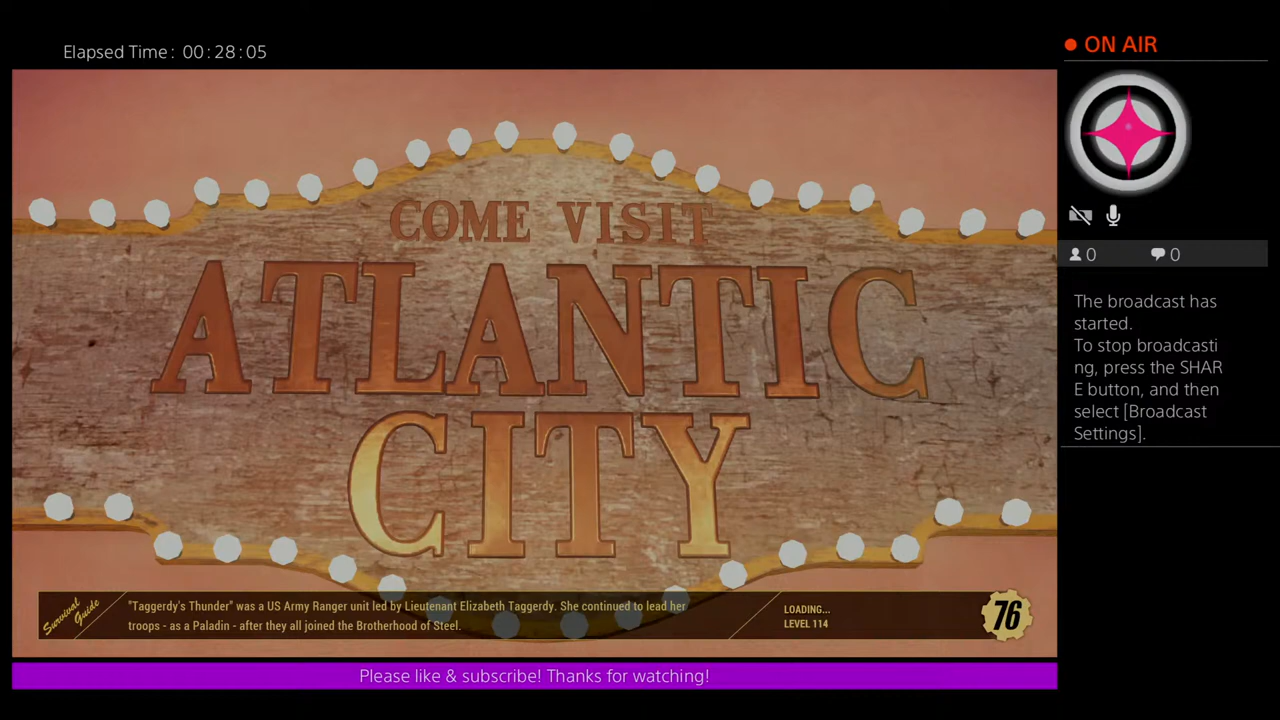 Elapsed Time: 00:28:05
ON AIR
COME VISIT
ATLANTIC
CITY
0
0
The broadcast has
started.
To stop broadcasti
ng, press the SHAR
E button, and then
select [Broadcast
Settings].
Survival
Guide
"Taggerdy's Thunder" was a US Army Ranger unit led by Lieutenant Elizabeth Taggerdy. She continued to lead her
troops - as a Paladin - after they all joined the Brotherhood of Steel.
LOADING...
LEVEL 114
76
Please like & subscribe! Thanks for watching!